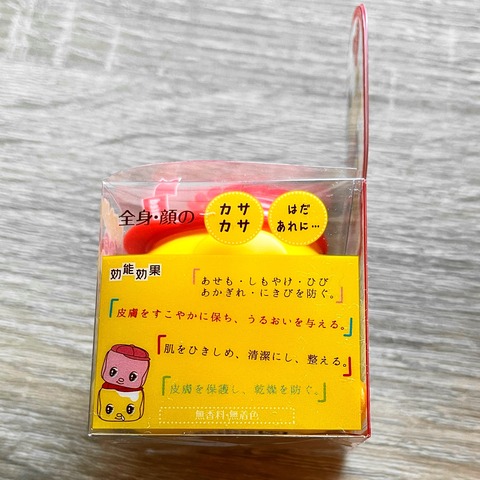 全身・顔の
カサ
カサ
はだ
あれに…
効能効果
あせも・しもやけ・ひび
あかぎれ・にきびを防ぐ。
皮膚をすこやかに保ち、うるおいを与える。
肌をひきしめ、清潔にし、整える。
皮膚を保護し、乾燥を防ぐ。
無香料・無着色